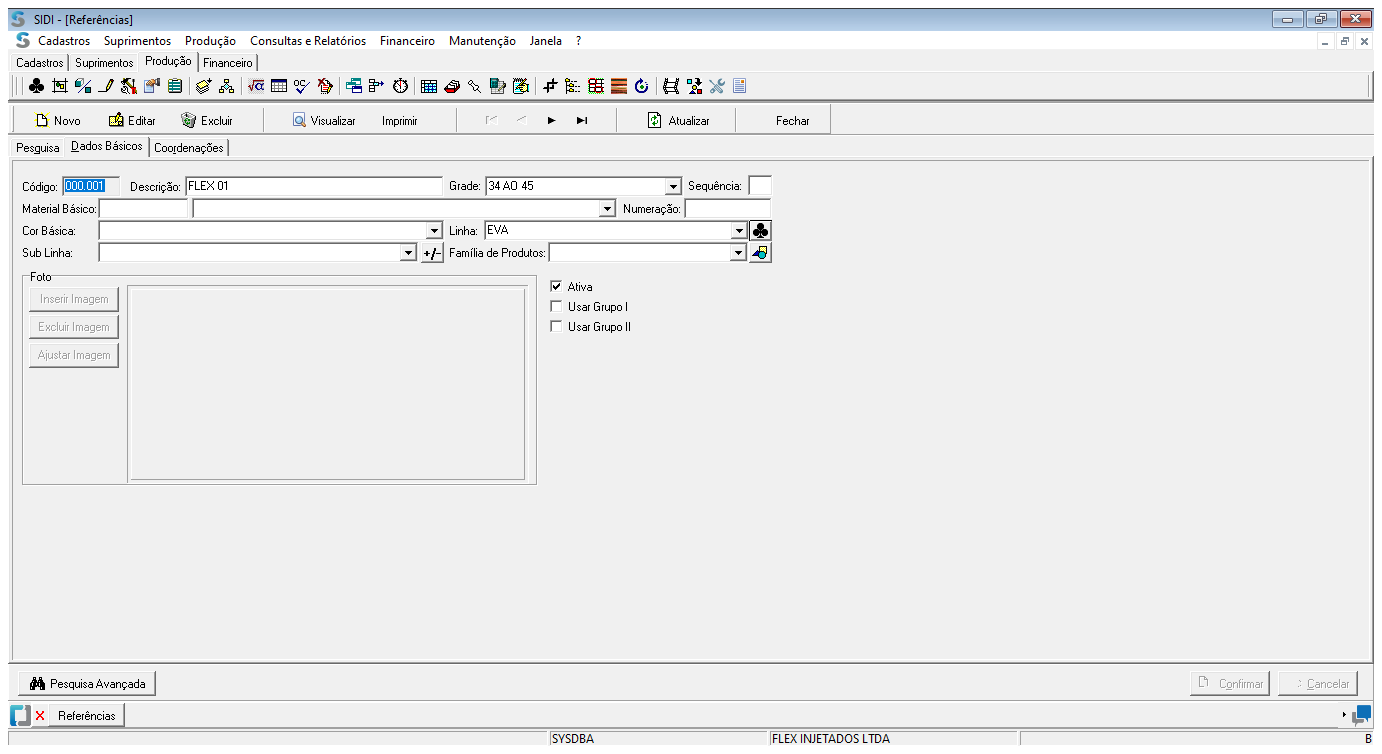 SIDI - [Referências]
Cadastros Suprimentos Produção Consultas e Relatórios Financeiro Manutenção Janela ?
Cadastros Suprimentos Produção Financeiro
Novo Editar Excluir Visualizar Imprimir Atualizar Fechar
Pesquisa Dados Básicos Coordenações
Código: 000.001 Descrição: FLEX 01 Grade: 34 AO 45 Sequência:
Material Básico: Numeração:
Cor Básica: Linha: EVA
Sub Linha: +/- Família de Produtos:
Foto
Inserir Imagem
Excluir Imagem
Ajustar Imagem
Ativa
Usar Grupo I
Usar Grupo II
Pesquisa Avançada Confirmar Cancelar
Referências
SYSDBA FLEX INJETADOS LTDA B